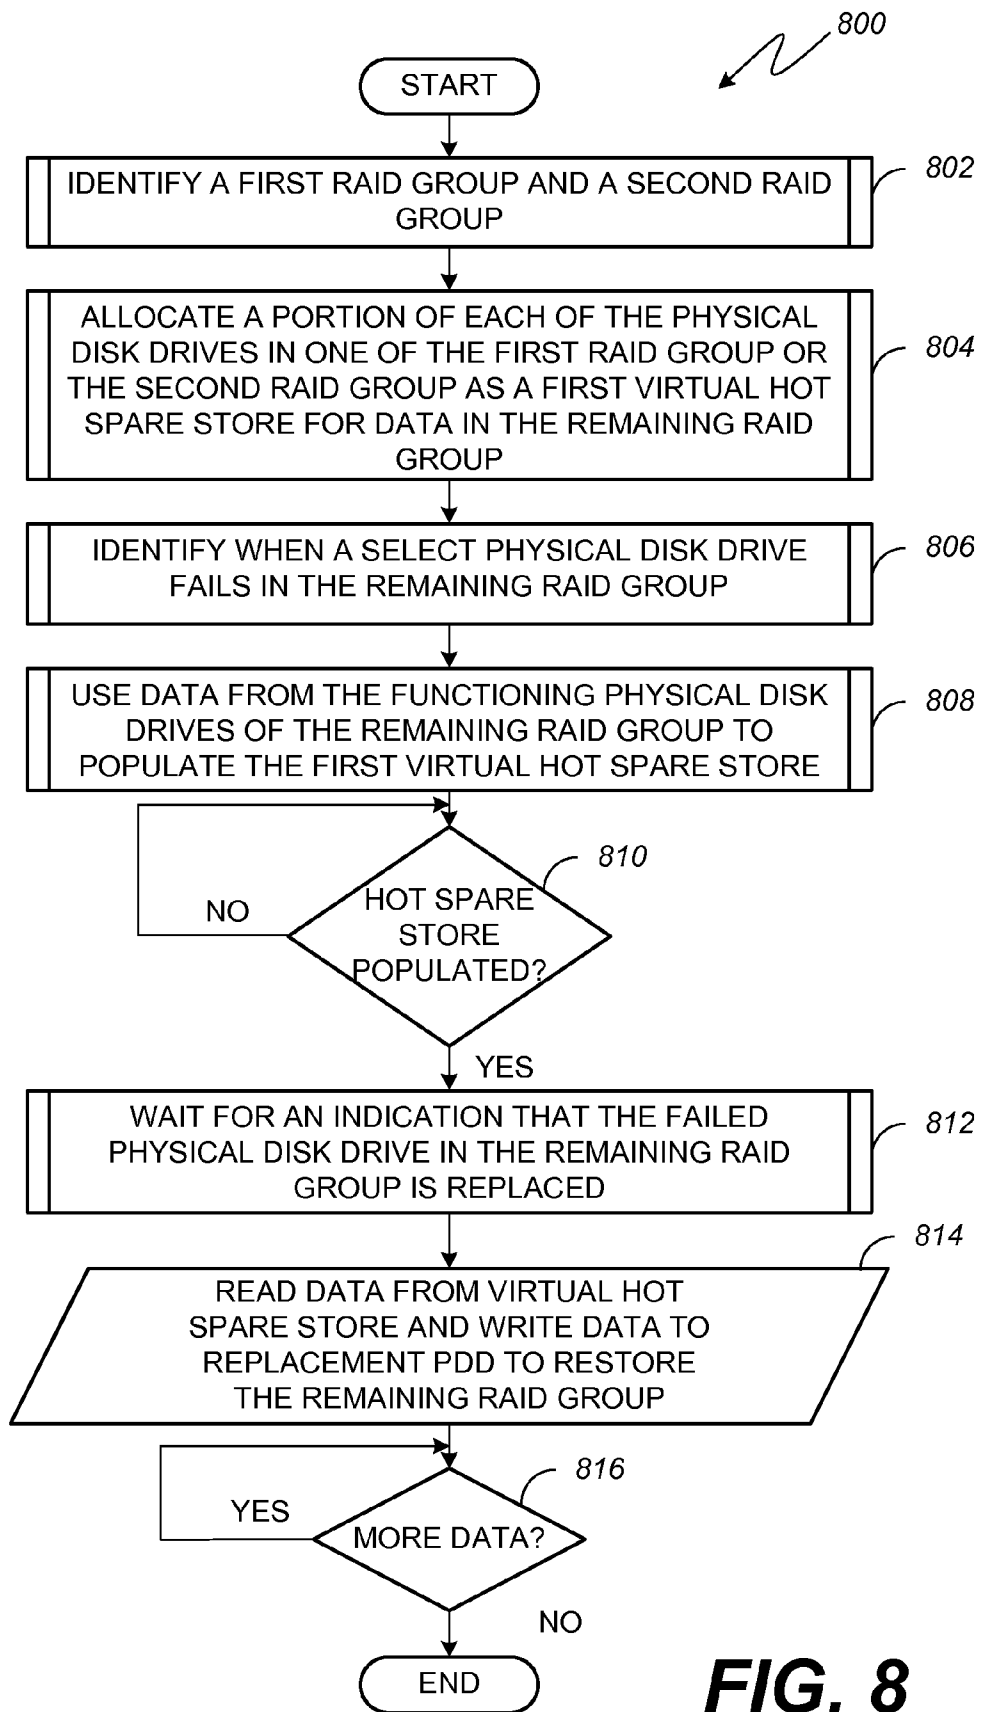 800
START
802
IDENTIFY A FIRST RAID GROUP AND A SECOND RAID
GROUP
ALLOCATE A PORTION OF EACH OF THE PHYSICAL
DISK DRIVES IN ONE OF THE FIRST RAID GROUP OR
THE SECOND RAID GROUP AS A FIRST VIRTUAL HOT
SPARE STORE FOR DATA IN THE REMAINING RAID
GROUP
804
IDENTIFY WHEN A SELECT PHYSICAL DISK DRIVE
FAILS IN THE REMAINING RAID GROUP
806
USE DATA FROM THE FUNCTIONING PHYSICAL DISK
DRIVES OF THE REMAINING RAID GROUP TO
POPULATE THE FIRST VIRTUAL HOT SPARE STORE
808
810
HOT SPARE
STORE
POPULATED?
NO
YES
WAIT FOR AN INDICATION THAT THE FAILED
PHYSICAL DISK DRIVE IN THE REMAINING RAID
GROUP IS REPLACED
812
814
READ DATA FROM VIRTUAL HOT
SPARE STORE AND WRITE DATA TO
REPLACEMENT PDD TO RESTORE
THE REMAINING RAID GROUP
816
YES
MORE DATA?
NO
END
FIG. 8